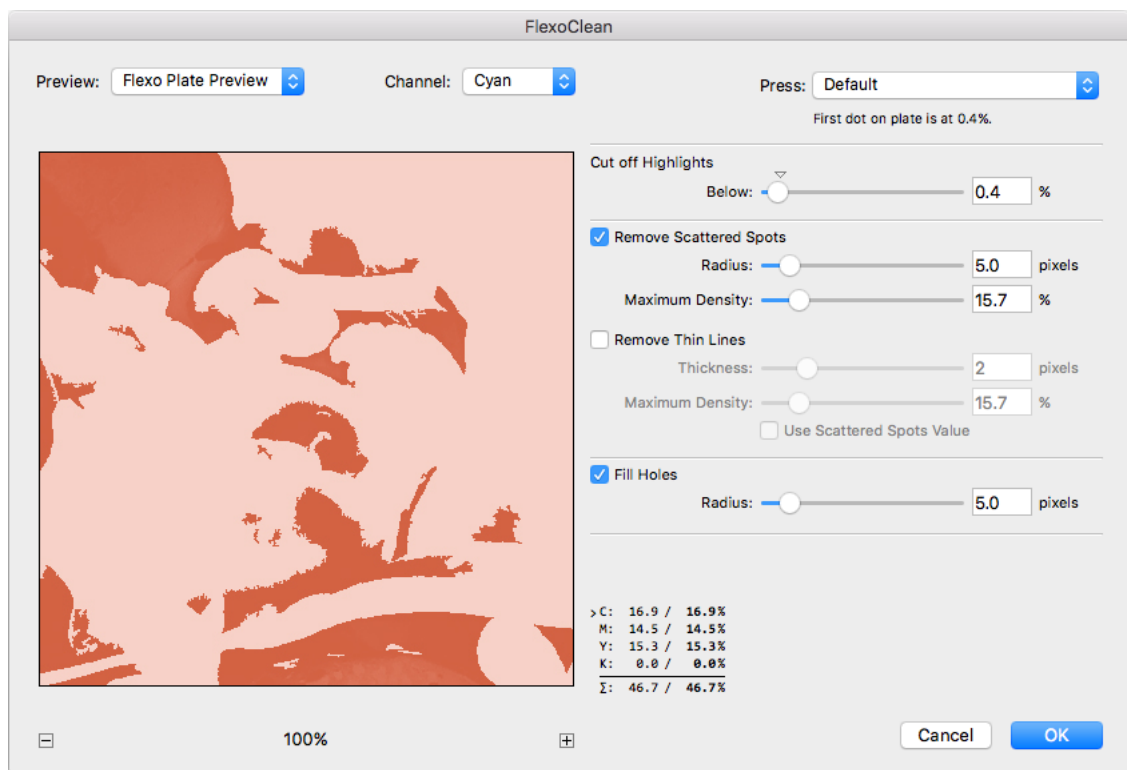 FlexoClean
Preview: Flexo Plate Preview Channel: Cyan Press: Default
First dot on plate is at 0.4%.
Cut off Highlights
Below: 0.4 %
Remove Scattered Spots
Radius: 5.0 pixels
Maximum Density: 15.7 %
Remove Thin Lines
Thickness: 2 pixels
Maximum Density: 15.7 %
Use Scattered Spots Value
Fill Holes
Radius: 5.0 pixels
>C: 16.9 / 16.9%
M: 14.5 / 14.5%
Y: 15.3 / 15.3%
K: 0.0 / 0.0%
Σ: 46.7 / 46.7%
100%
Cancel OK